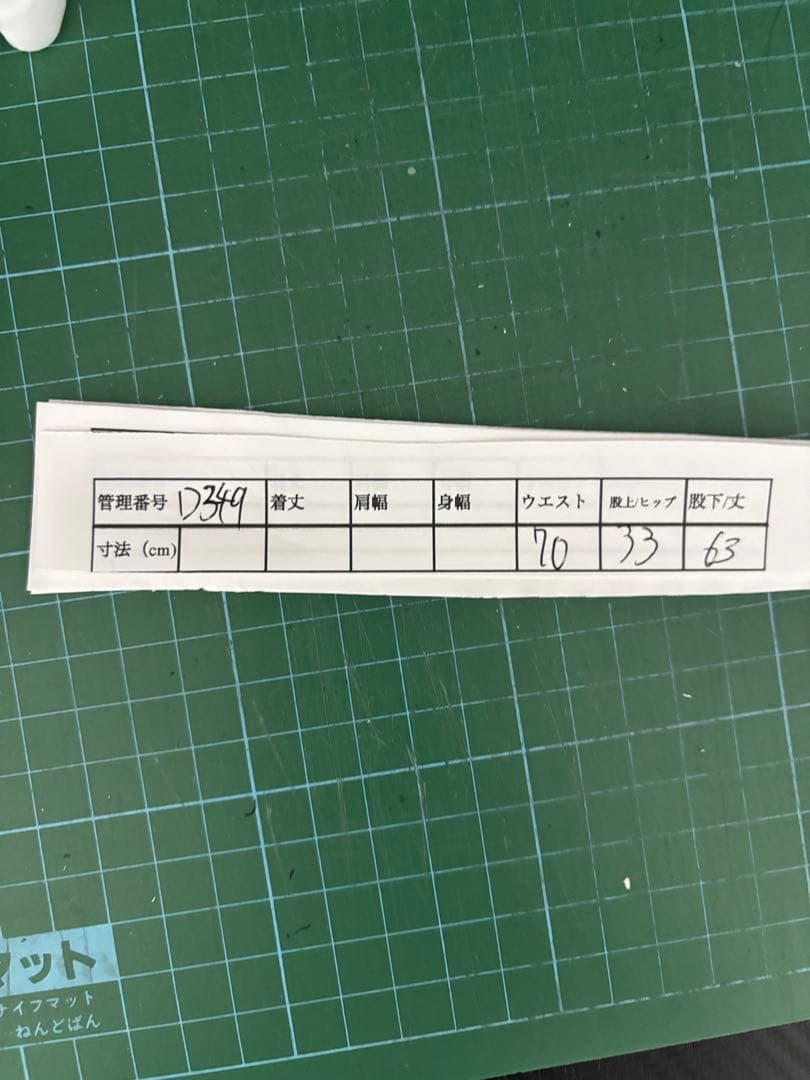 管理番号 D349 着丈 肩幅 身幅 ウエスト 股上/ヒップ 股下/丈
寸法 (cm) 70 33 63
マット
ナイフマット
ねんどばん